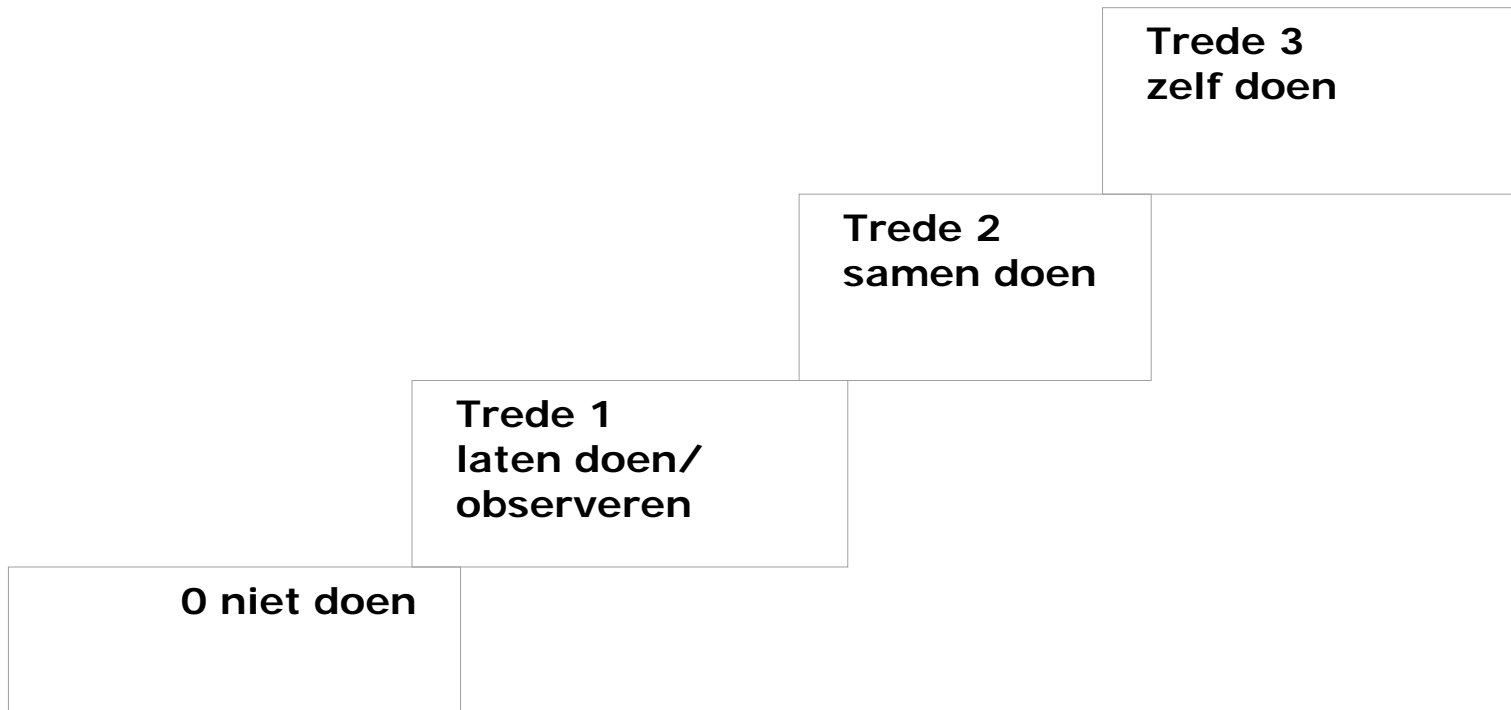 Trede 3
zelf doen
Trede 2
samen doen
Trede 1
laten doen/
observeren
0 niet doen